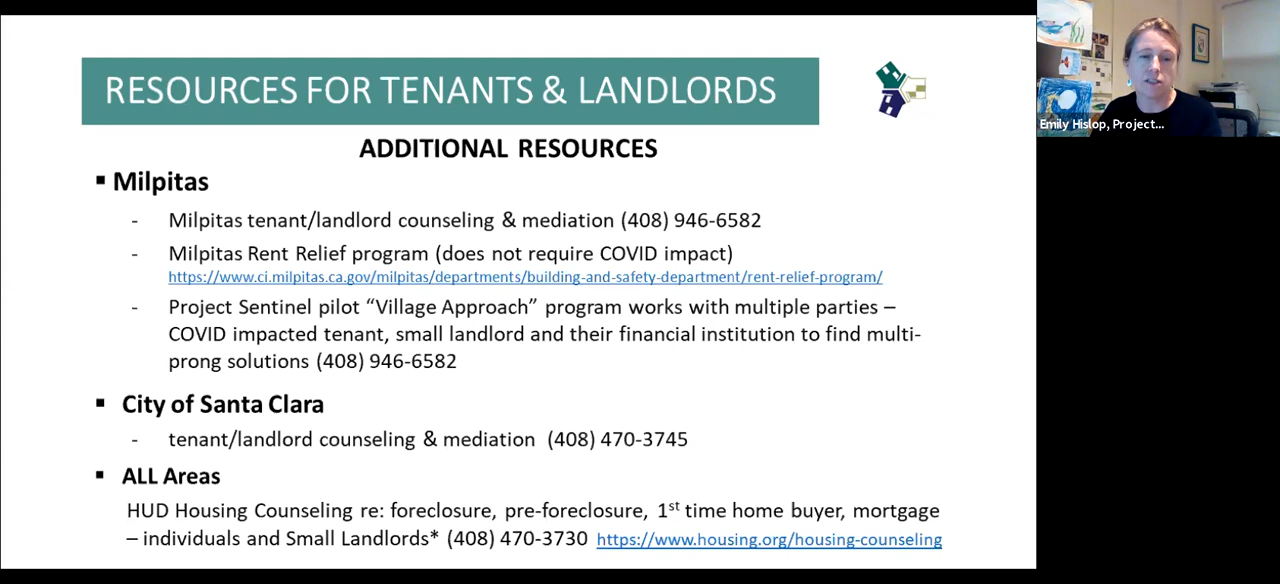 RESOURCES FOR TENANTS & LANDLORDS
Emily Hislop, Project...
ADDITIONAL RESOURCES
▪ Milpitas
- Milpitas tenant/landlord counseling & mediation (408) 946-6582
- Milpitas Rent Relief program (does not require COVID impact)
https://www.ci.milpitas.ca.gov/milpitas/departments/building-and-safety-department/rent-relief-program/
- Project Sentinel pilot “Village Approach” program works with multiple parties –
COVID impacted tenant, small landlord and their financial institution to find multi-
prong solutions (408) 946-6582
▪ City of Santa Clara
- tenant/landlord counseling & mediation (408) 470-3745
▪ ALL Areas
HUD Housing Counseling re: foreclosure, pre-foreclosure, 1st time home buyer, mortgage
– individuals and Small Landlords* (408) 470-3730 https://www.housing.org/housing-counseling